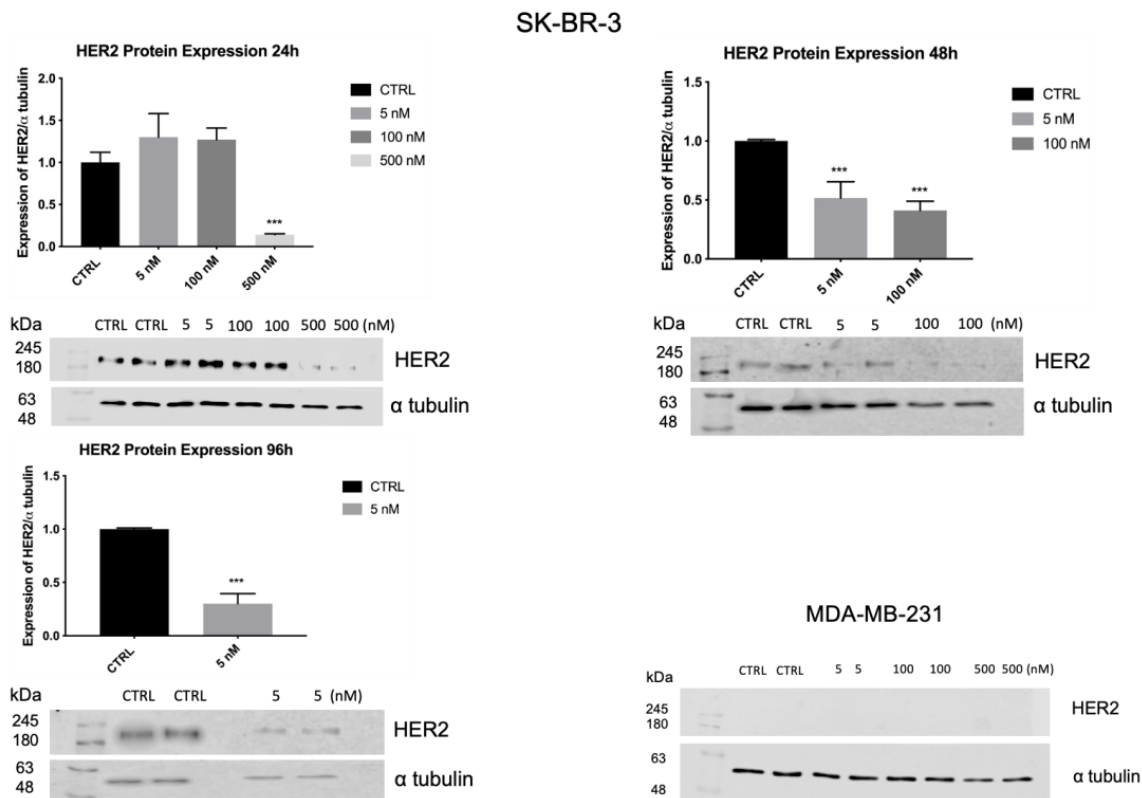 SK-BR-3
HER2 Protein Expression 24h
Expression of HER2/α tubulin
2.0
1.5
1.0
0.5
0.0
CTRL
5 nM
100 nM
500 nM
***
CTRL 5 nM 100 nM 500 nM
kDa
CTRL CTRL 5 5 100 100 500 500 (nM)
245
180
HER2
63
48
α tubulin
HER2 Protein Expression 48h
Expression of HER2/α tubulin
1.5
1.0
0.5
0.0
CTRL
5 nM
100 nM
*** ***
CTRL 5 nM 100 nM
kDa
CTRL CTRL 5 5 100 100 (nM)
245
180
HER2
63
48
α tubulin
HER2 Protein Expression 96h
Expression of HER2/α tubulin
1.5
1.0
0.5
0.0
CTRL
5 nM
***
CTRL 5 nM
kDa
CTRL CTRL 5 5 (nM)
245
180
HER2
63
48
α tubulin
MDA-MB-231
kDa
CTRL CTRL 5 5 100 100 500 500 (nM)
245
180
HER2
63
48
α tubulin